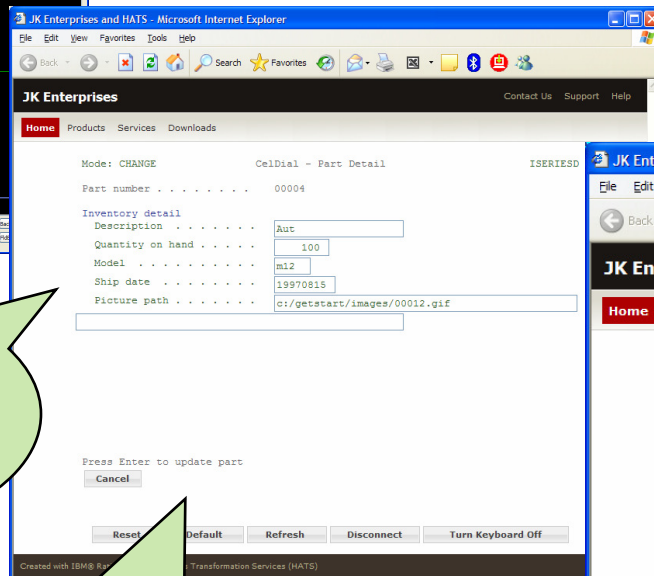 JK Enterprises and HATS - Microsoft Internet Explorer
File Edit View Favorites Tools Help
Back Search Favorites
JK Enterprises Contact Us Support Help
Home Products Services Downloads
Mode: CHANGE CelDial - Part Detail ISERIESD
Part number . . . . . . . . 00004
Inventory detail
Description . . . . . . . Aut
Quantity on hand . . . . . 100
Model . . . . . . . . . . m12
Ship date . . . . . . . . 19970815
Picture path . . . . . . . c:/getstart/images/00012.gif
Press Enter to update part
Cancel
Reset Default Refresh Disconnect Turn Keyboard Off
Created with IBM® Transformation Services (HATS)
JK Ent
File Edit
Back
JK En
Home